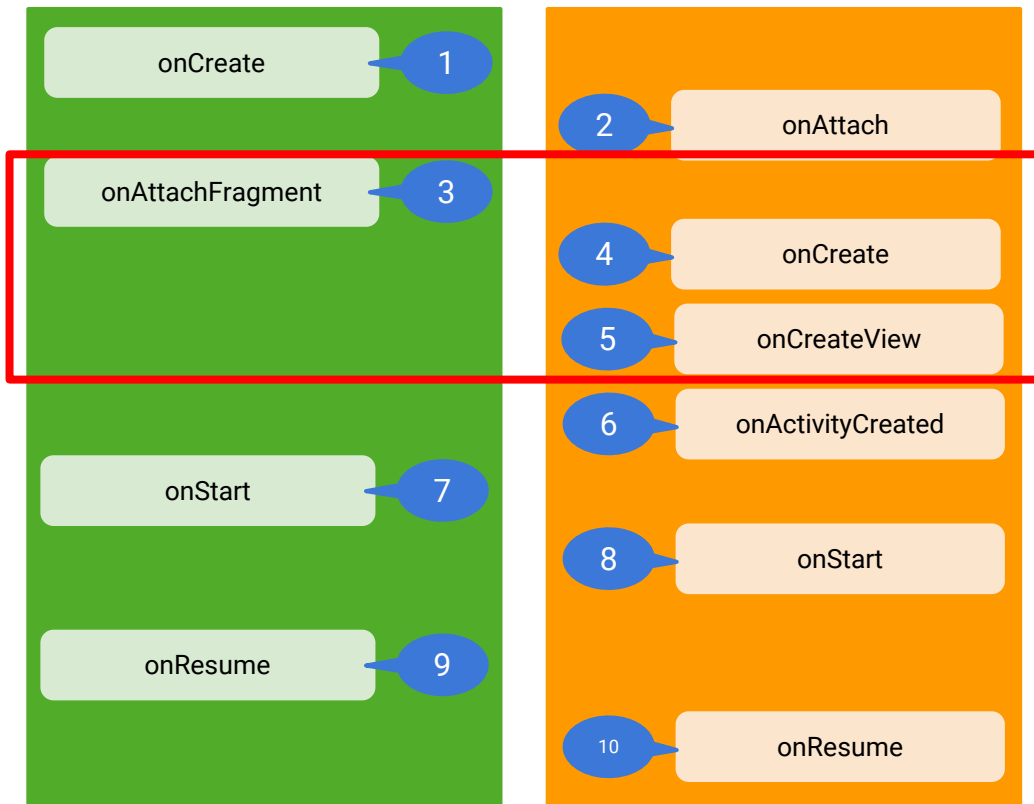 onCreate
1
2
onAttach
onAttachFragment
3
4
onCreate
5
onCreateView
6
onActivityCreated
onStart
7
8
onStart
onResume
9
10
onResume